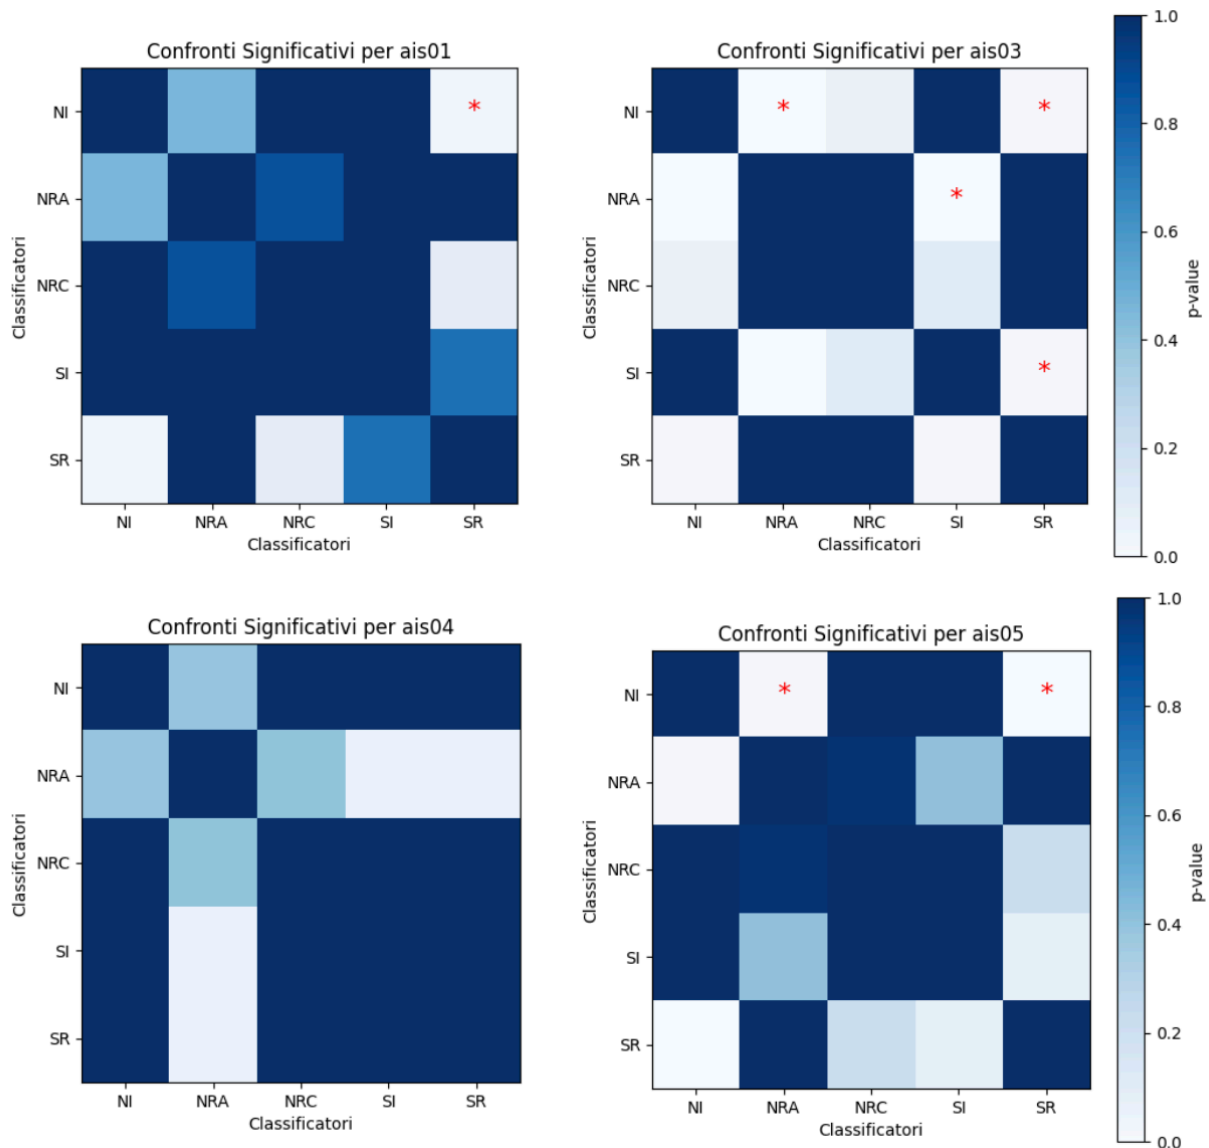 Confronti Significativi per ais01
Classificatori
NI
*
NRA
NRC
SI
SR
NI NRA NRC SI SR
Classificatori
Confronti Significativi per ais03
Classificatori
NI
* *
NRA
*
NRC
SI
*
SR
NI NRA NRC SI SR
Classificatori
1.0
0.8
0.6
0.4
0.2
0.0
p-value
Confronti Significativi per ais04
Classificatori
NI
NRA
NRC
SI
SR
NI NRA NRC SI SR
Classificatori
Confronti Significativi per ais05
Classificatori
NI
* *
NRA
NRC
SI
SR
NI NRA NRC SI SR
Classificatori
1.0
0.8
0.6
0.4
0.2
0.0
p-value